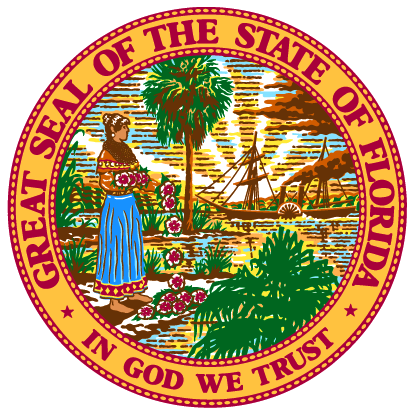 GREAT SEAL OF THE STATE OF FLORIDA
IN GOD WE TRUST